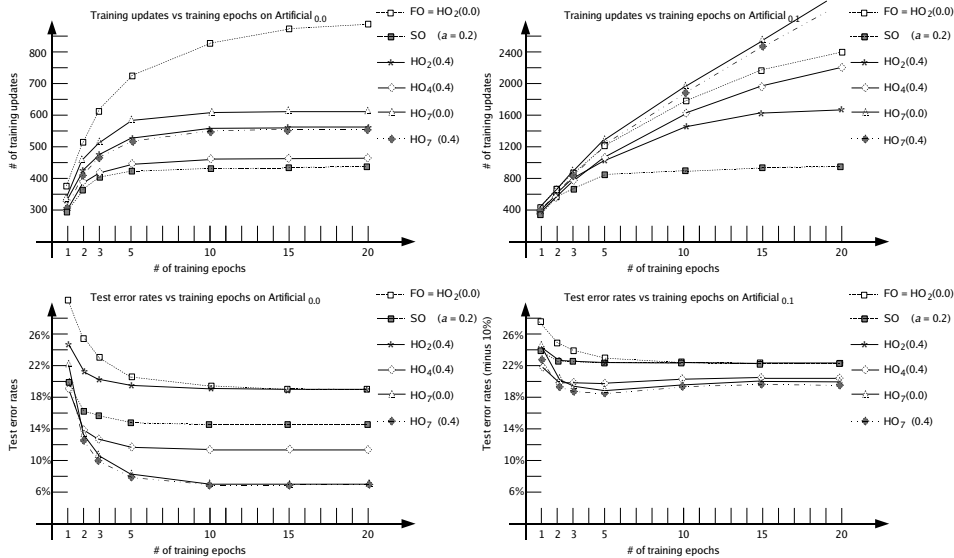 Training updates vs training epochs on Artificial 0.0
# of training updates
800
700
600
500
400
300
1 2 3 5 10 15 20
# of training epochs
FO = HO2(0.0)
SO (a = 0.2)
HO2(0.4)
HO4(0.4)
HO7(0.0)
HO7 (0.4)
Training updates vs training epochs on Artificial 0.1
# of training updates
2400
2000
1600
1200
800
400
1 2 3 5 10 15 20
# of training epochs
FO = HO2(0.0)
SO (a = 0.2)
HO2(0.4)
HO4(0.4)
HO7(0.0)
HO7(0.4)
Test error rates vs training epochs on Artificial 0.0
Test error rates
26%
22%
18%
14%
10%
6%
1 2 3 5 10 15 20
# of training epochs
FO = HO2(0.0)
SO (a = 0.2)
HO2(0.4)
HO4(0.4)
HO7(0.0)
HO7 (0.4)
Test error rates vs training epochs on Artificial 0.1
Test error rates (minus 10%)
26%
22%
18%
14%
10%
6%
1 2 3 5 10 15 20
# of training epochs
FO = HO2(0.0)
SO (a = 0.2)
HO2(0.4)
HO4(0.4)
HO7(0.0)
HO7 (0.4)